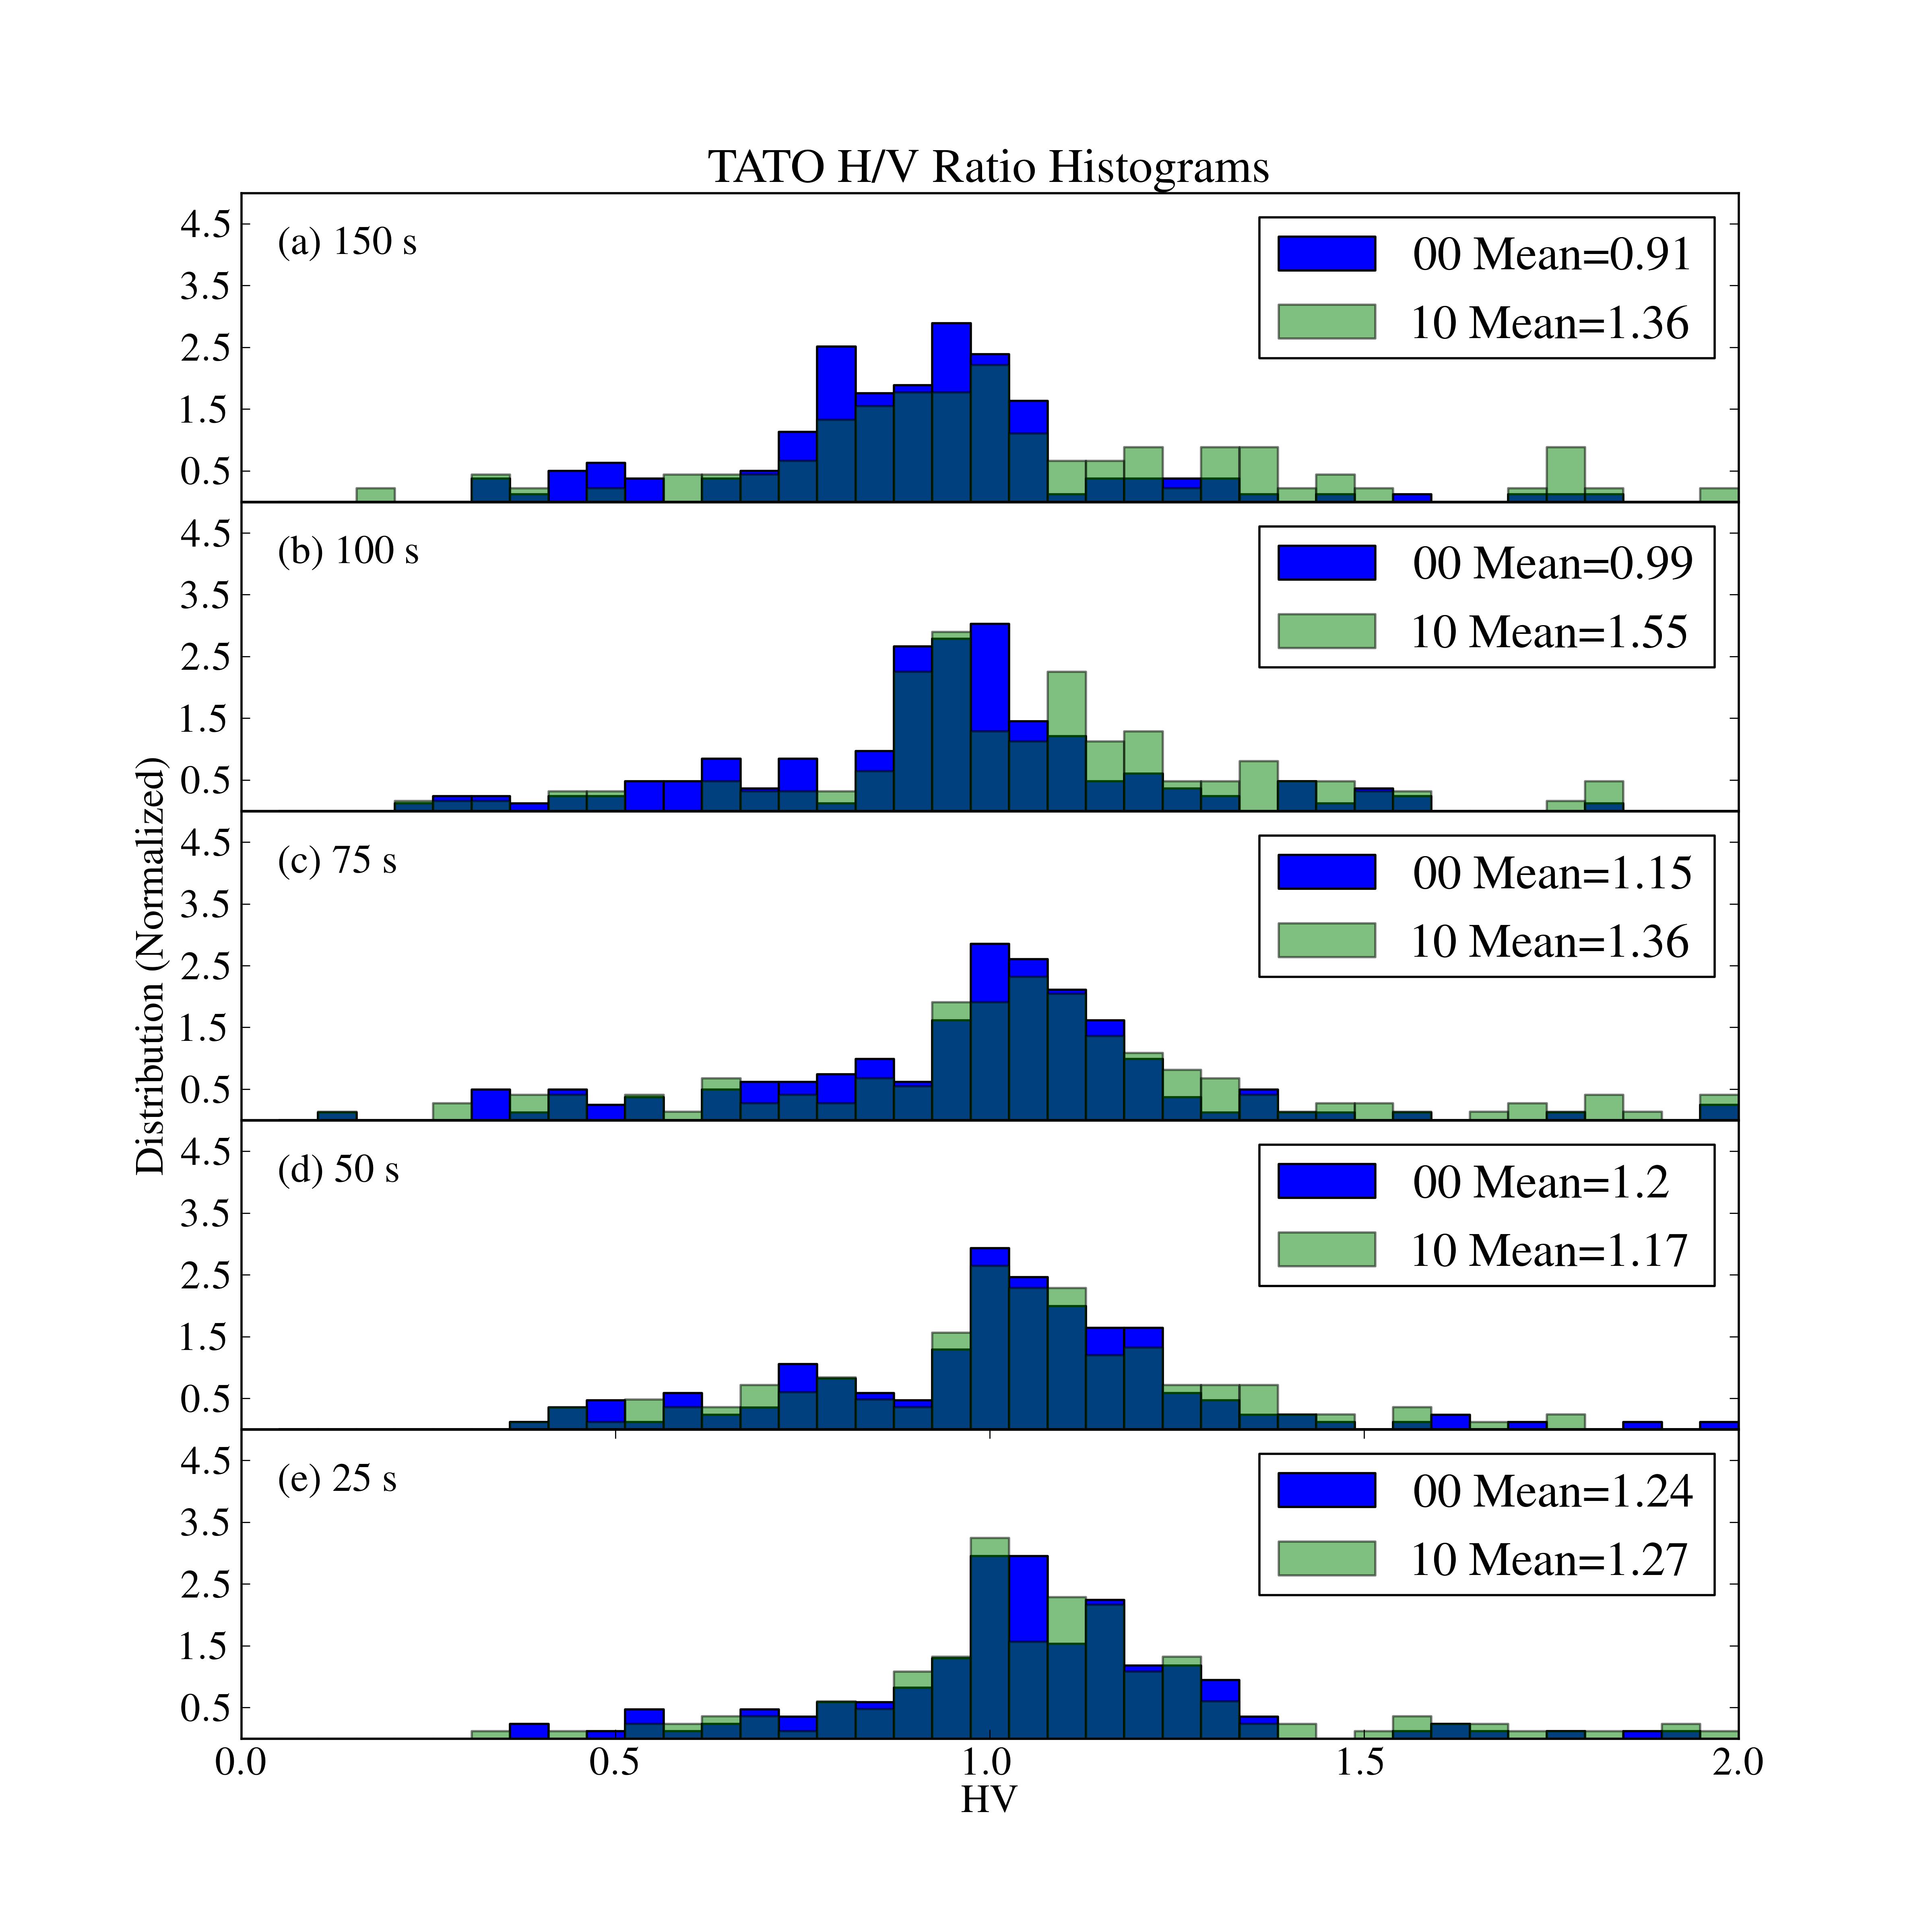 TATO H/V Ratio Histograms
Distribution (Normalized)
(a) 150 s
4.5
3.5
2.5
1.5
0.5
00 Mean=0.91
10 Mean=1.36
(b) 100 s
4.5
3.5
2.5
1.5
0.5
00 Mean=0.99
10 Mean=1.55
(c) 75 s
4.5
3.5
2.5
1.5
0.5
00 Mean=1.15
10 Mean=1.36
(d) 50 s
4.5
3.5
2.5
1.5
0.5
00 Mean=1.2
10 Mean=1.17
(e) 25 s
4.5
3.5
2.5
1.5
0.5
00 Mean=1.24
10 Mean=1.27
0.0 0.5 1.0 1.5 2.0
HV